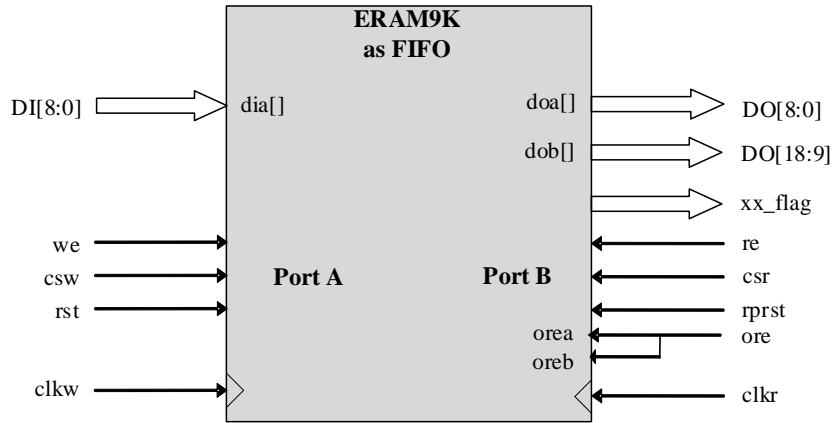 ERAM9K
as FIFO
DI[8:0] dia[] doa[] DO[8:0]
dob[] DO[18:9]
xx_flag
we re
csw Port A Port B csr
rst rprst
orea ore
oreb
clkw clkr